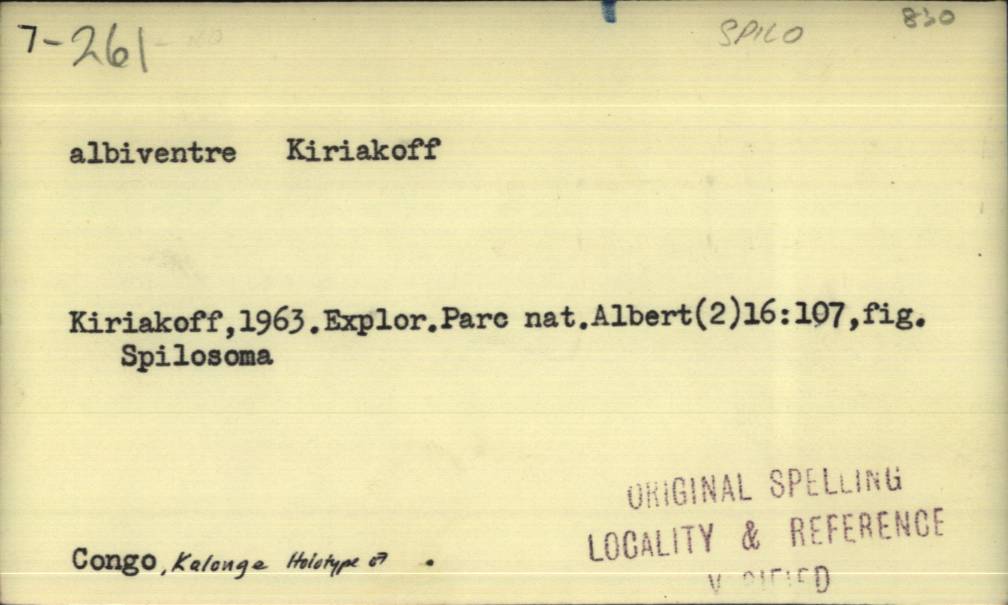 7-261
SPILO 830
albiventre Kiriakoff
Kiriakoff,1963.Explor.Parc nat.Albert(2)16:107,fig.
Spilosoma
ORIGINAL SPELLING
LOCALITY & REFERENCE
VERIFIED
Congo, Kalonge Holotype ♂ .